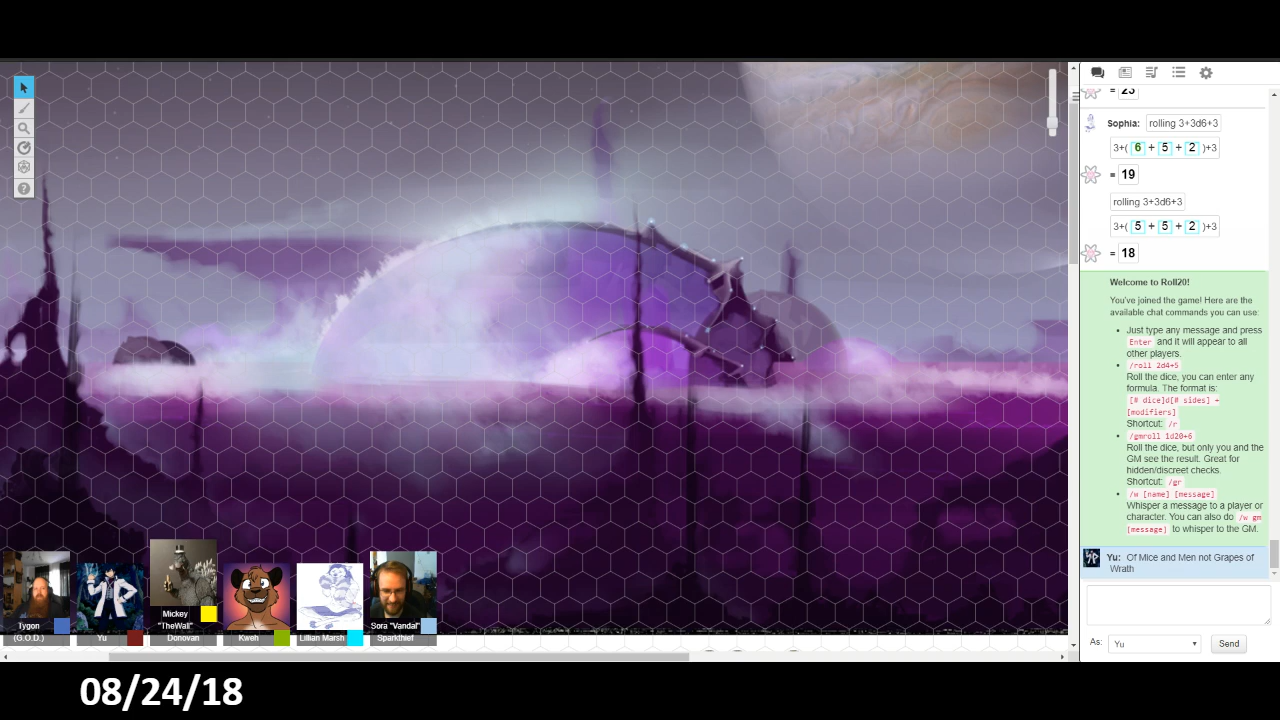 = 23
Sophia: rolling 3+3d6+3
3+( 6 + 5 + 2 )+3
= 19
rolling 3+3d6+3
3+( 5 + 5 + 2 )+3
= 18
Welcome to Roll20!
You've joined the game! Here are the
available chat commands you can use:
Just type any message and press
Enter and it will appear to all
other players.
/roll 2d4+5
Roll the dice, you can enter any
formula. The format is:
[# dice]d[# sides] +
[modifiers]
Shortcut: /r
/gmroll 1d20+6
Roll the dice, but only you and the
GM see the result. Great for
hidden/discreet checks.
Shortcut: /gr
/w [name] [message]
Whisper a message to a player or
character. You can also do /w gm
[message] to whisper to the GM.
Yu: Of Mice and Men not Grapes of
Wrath
As: Yu Send
Tygon
(G.O.D.)
Yu
Mickey
"TheWall"
Donovan
Kweh
Lillian Marsh
Sora "Vandal"
Sparkthief
08/24/18